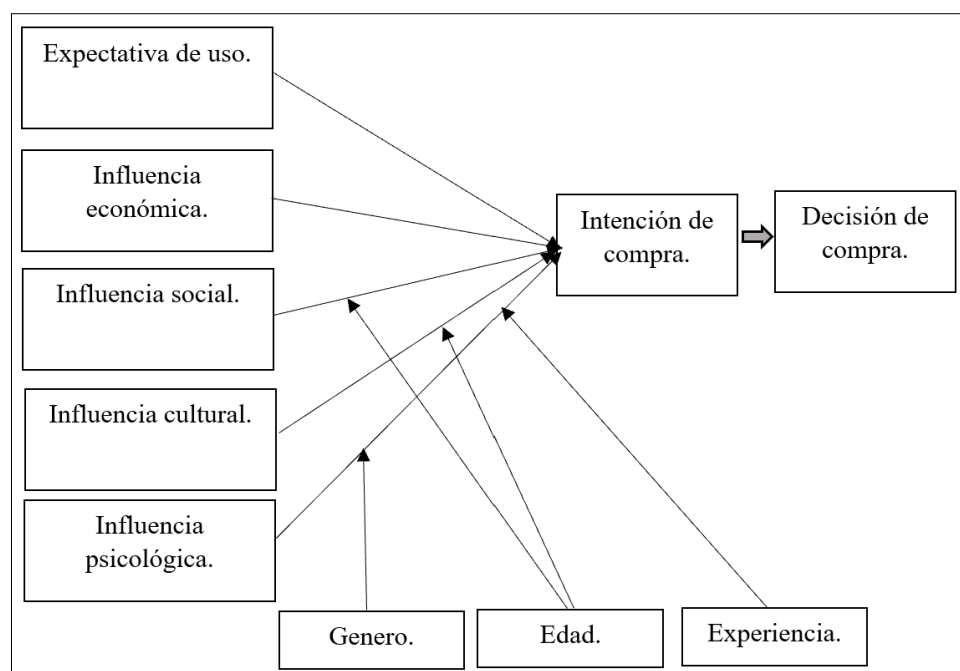 Expectativa de uso.
Influencia
económica.
Influencia social.
Influencia cultural.
Influencia
psicológica.
Intención de
compra.
Decisión de
compra.
Genero.
Edad.
Experiencia.